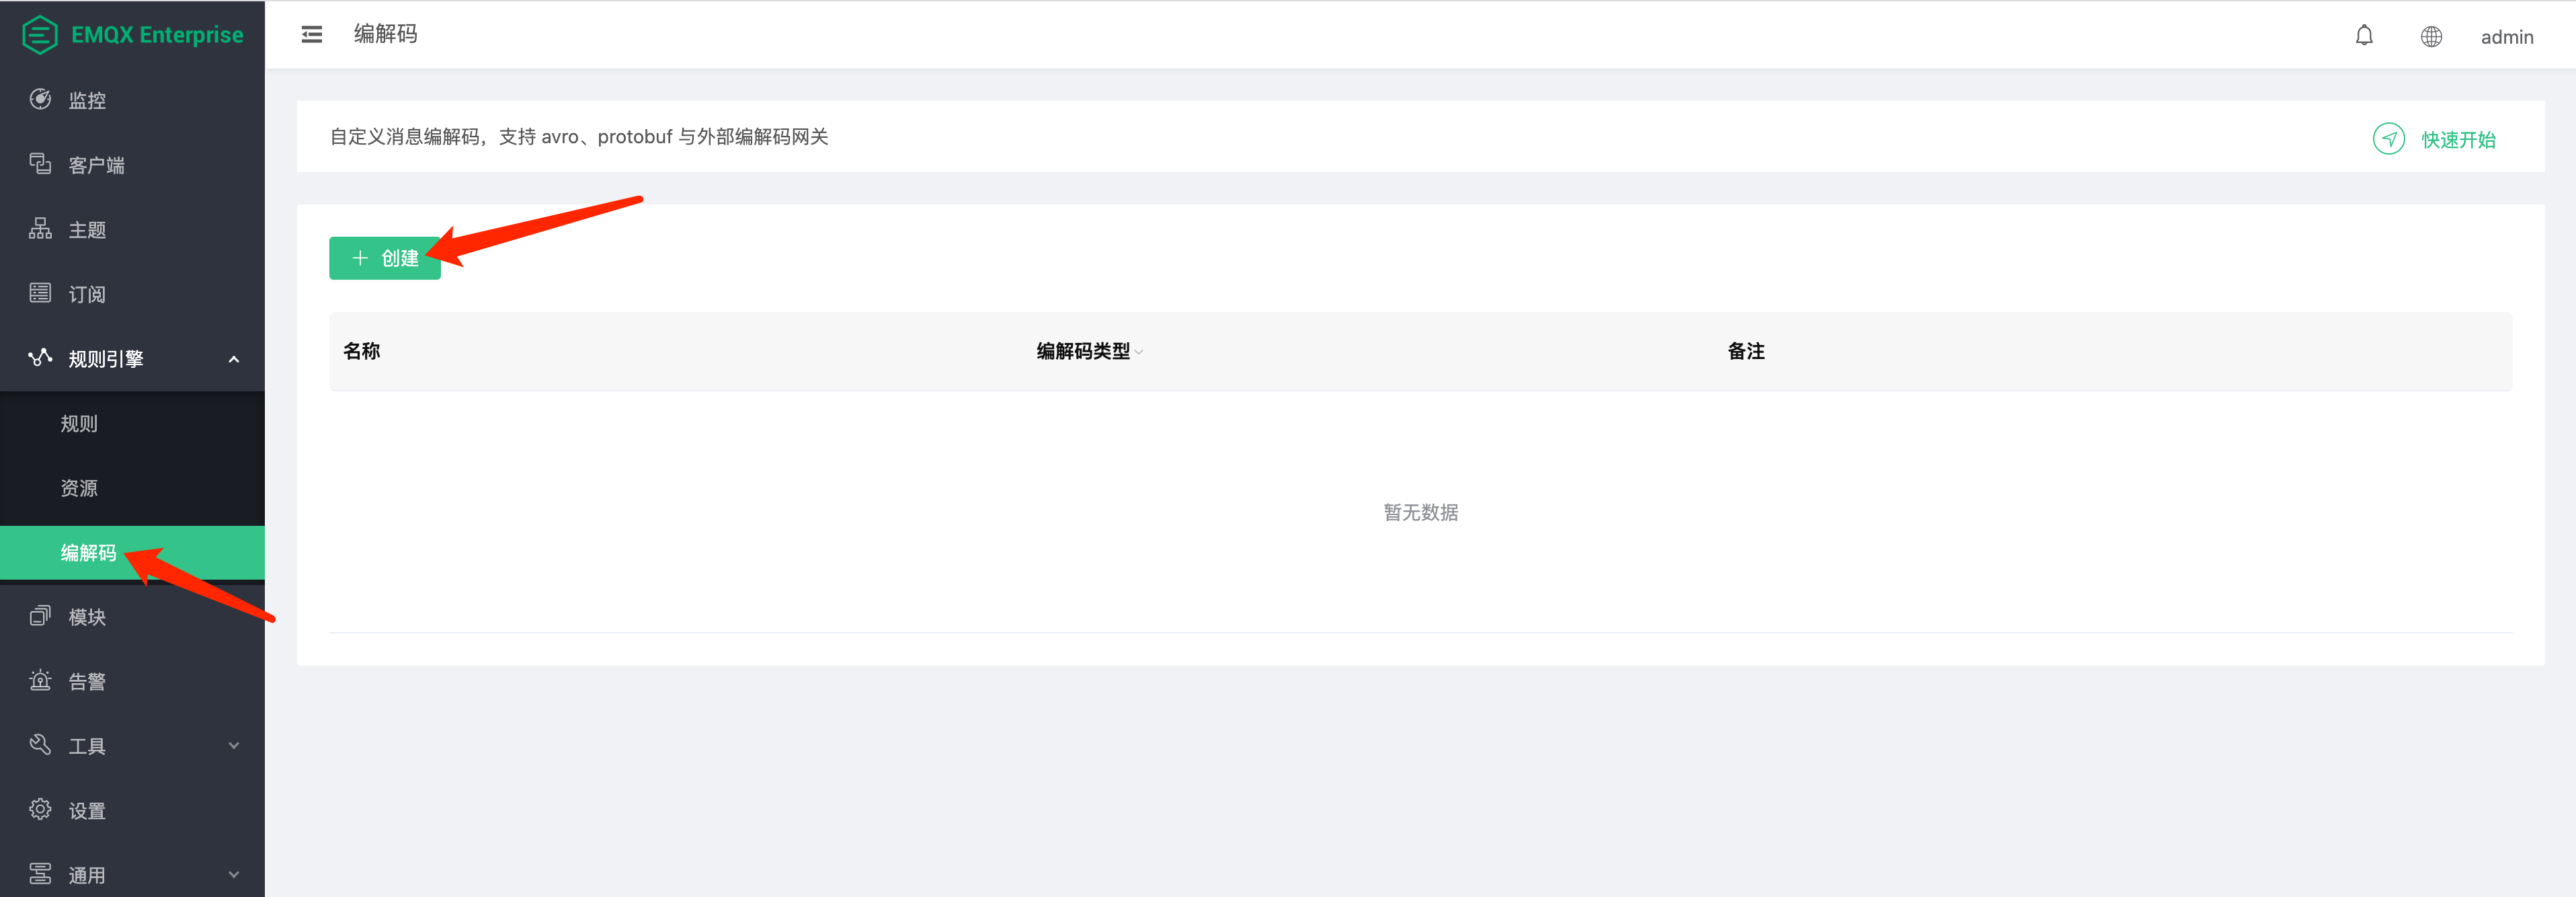 EMQX Enterprise
监控
客户端
主题
订阅
规则引擎
规则
资源
编解码
模块
告警
工具
设置
通用
编解码
admin
自定义消息编解码，支持 avro、protobuf 与外部编解码网关
快速开始
创建
名称
编解码类型
备注
暂无数据